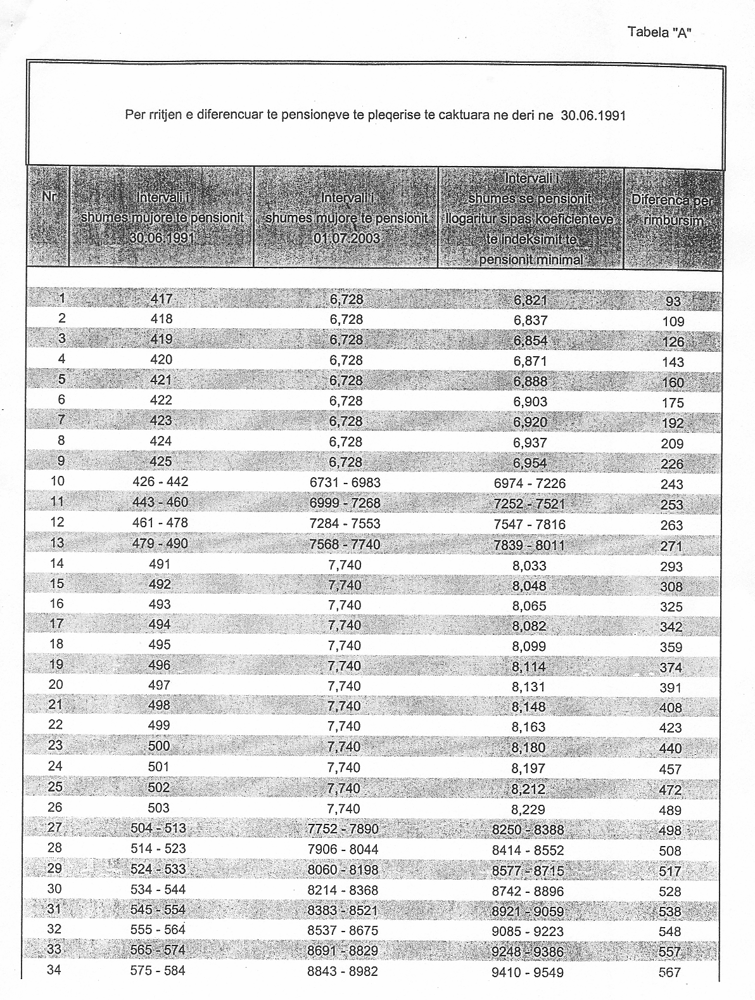 Tabela "A"
Per rritjen e diferencuar te pensioneve te pleqerise te caktuara ne deri ne 30.06.1991
Nr Intervali i shumes mujore te pensionit 30.06.1991 Intervali i shumes mujore te pensionit 01.07.2003 Intervali i shumes se pensionit llogaritur sipas koeficienteve te indeksimit te pensionit minimal Diferenca per rimbursim
1 417 6,728 6,821 93
2 418 6,728 6,837 109
3 419 6,728 6,854 126
4 420 6,728 6,871 143
5 421 6,728 6,888 160
6 422 6,728 6,903 175
7 423 6,728 6,920 192
8 424 6,728 6,937 209
9 425 6,728 6,954 226
10 426 - 442 6731 - 6983 6974 - 7226 243
11 443 - 460 6999 - 7268 7252 - 7521 253
12 461 - 478 7284 - 7553 7547 - 7816 263
13 479 - 490 7568 - 7740 7839 - 8011 271
14 491 7,740 8,033 293
15 492 7,740 8,048 308
16 493 7,740 8,065 325
17 494 7,740 8,082 342
18 495 7,740 8,099 359
19 496 7,740 8,114 374
20 497 7,740 8,131 391
21 498 7,740 8,148 408
22 499 7,740 8,163 423
23 500 7,740 8,180 440
24 501 7,740 8,197 457
25 502 7,740 8,212 472
26 503 7,740 8,229 489
27 504 - 513 7752 - 7890 8250 - 8388 498
28 514 - 523 7906 - 8044 8414 - 8552 508
29 524 - 533 8060 - 8198 8577 - 8715 517
30 534 - 544 8214 - 8368 8742 - 8896 528
31 545 - 554 8383 - 8521 8921 - 9059 538
32 555 - 564 8537 - 8675 9085 - 9223 548
33 565 - 574 8691 - 8829 9248 - 9386 557
34 575 - 584 8843 - 8982 9410 - 9549 567